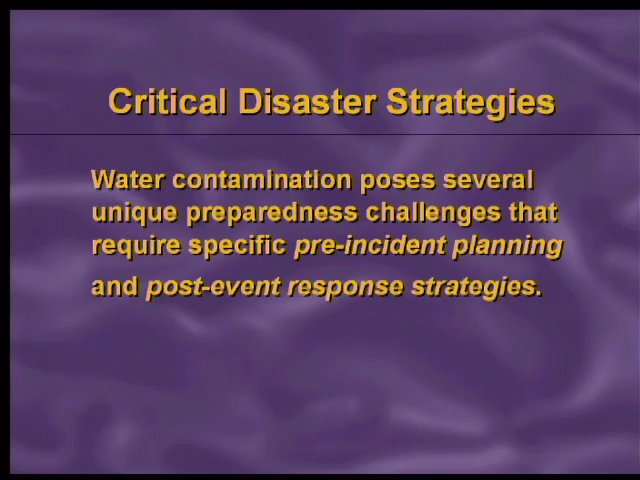 Critical Disaster Strategies
Water contamination poses several
unique preparedness challenges that
require specific pre-incident planning
and post-event response strategies.